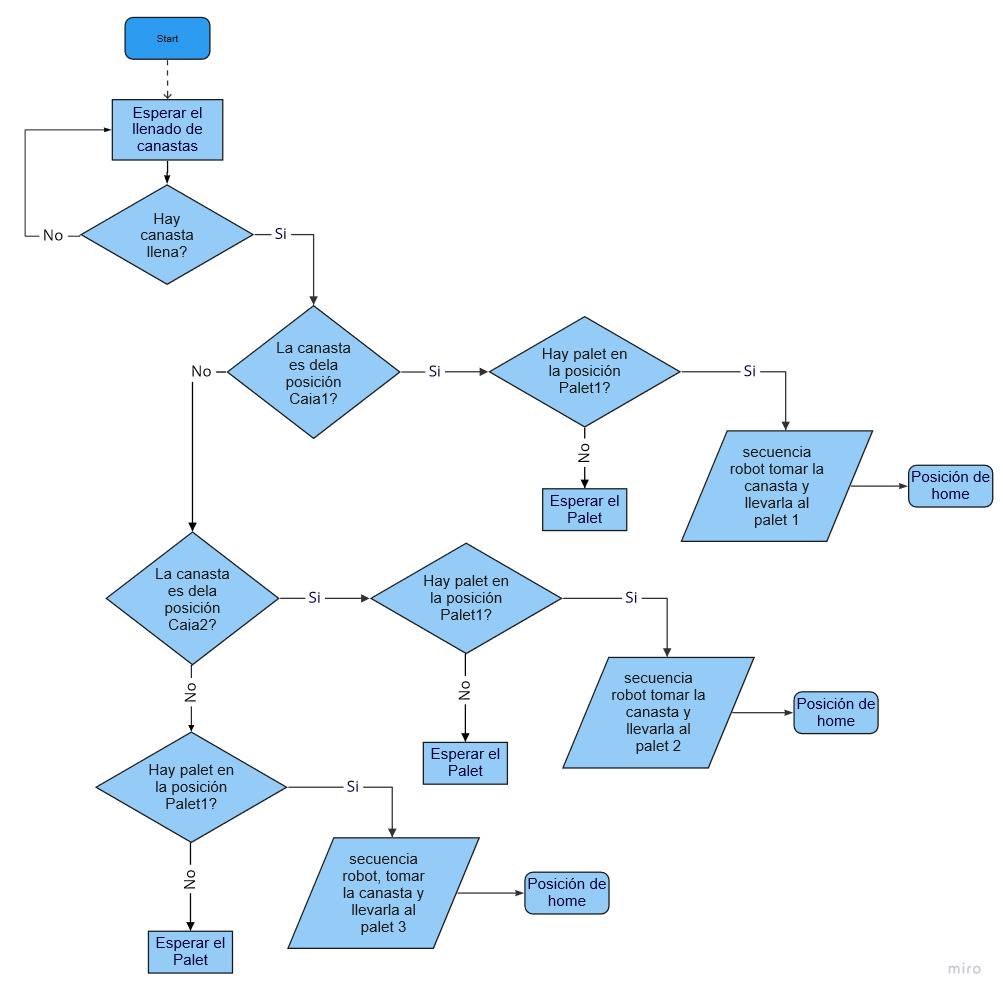 Start
Esperar el
llenado de
canastas
Hay
canasta
llena?
No
Si
La canasta
es dela
posición
Caja1?
No
Si
Hay palet en
la posición
Palet1?
Si
No
Esperar el
Palet
secuencia
robot tomar la
canasta y
llevarla al
palet 1
Posición de
home
La canasta
es dela
posición
Caja2?
Si
No
Hay palet en
la posición
Palet1?
Si
No
Esperar el
Palet
secuencia
robot tomar la
canasta y
llevarla al
palet 2
Posición de
home
Hay palet en
la posición
Palet1?
Si
No
Esperar el
Palet
secuencia
robot, tomar
la canasta y
llevarla al
palet 3
Posición de
home
miro